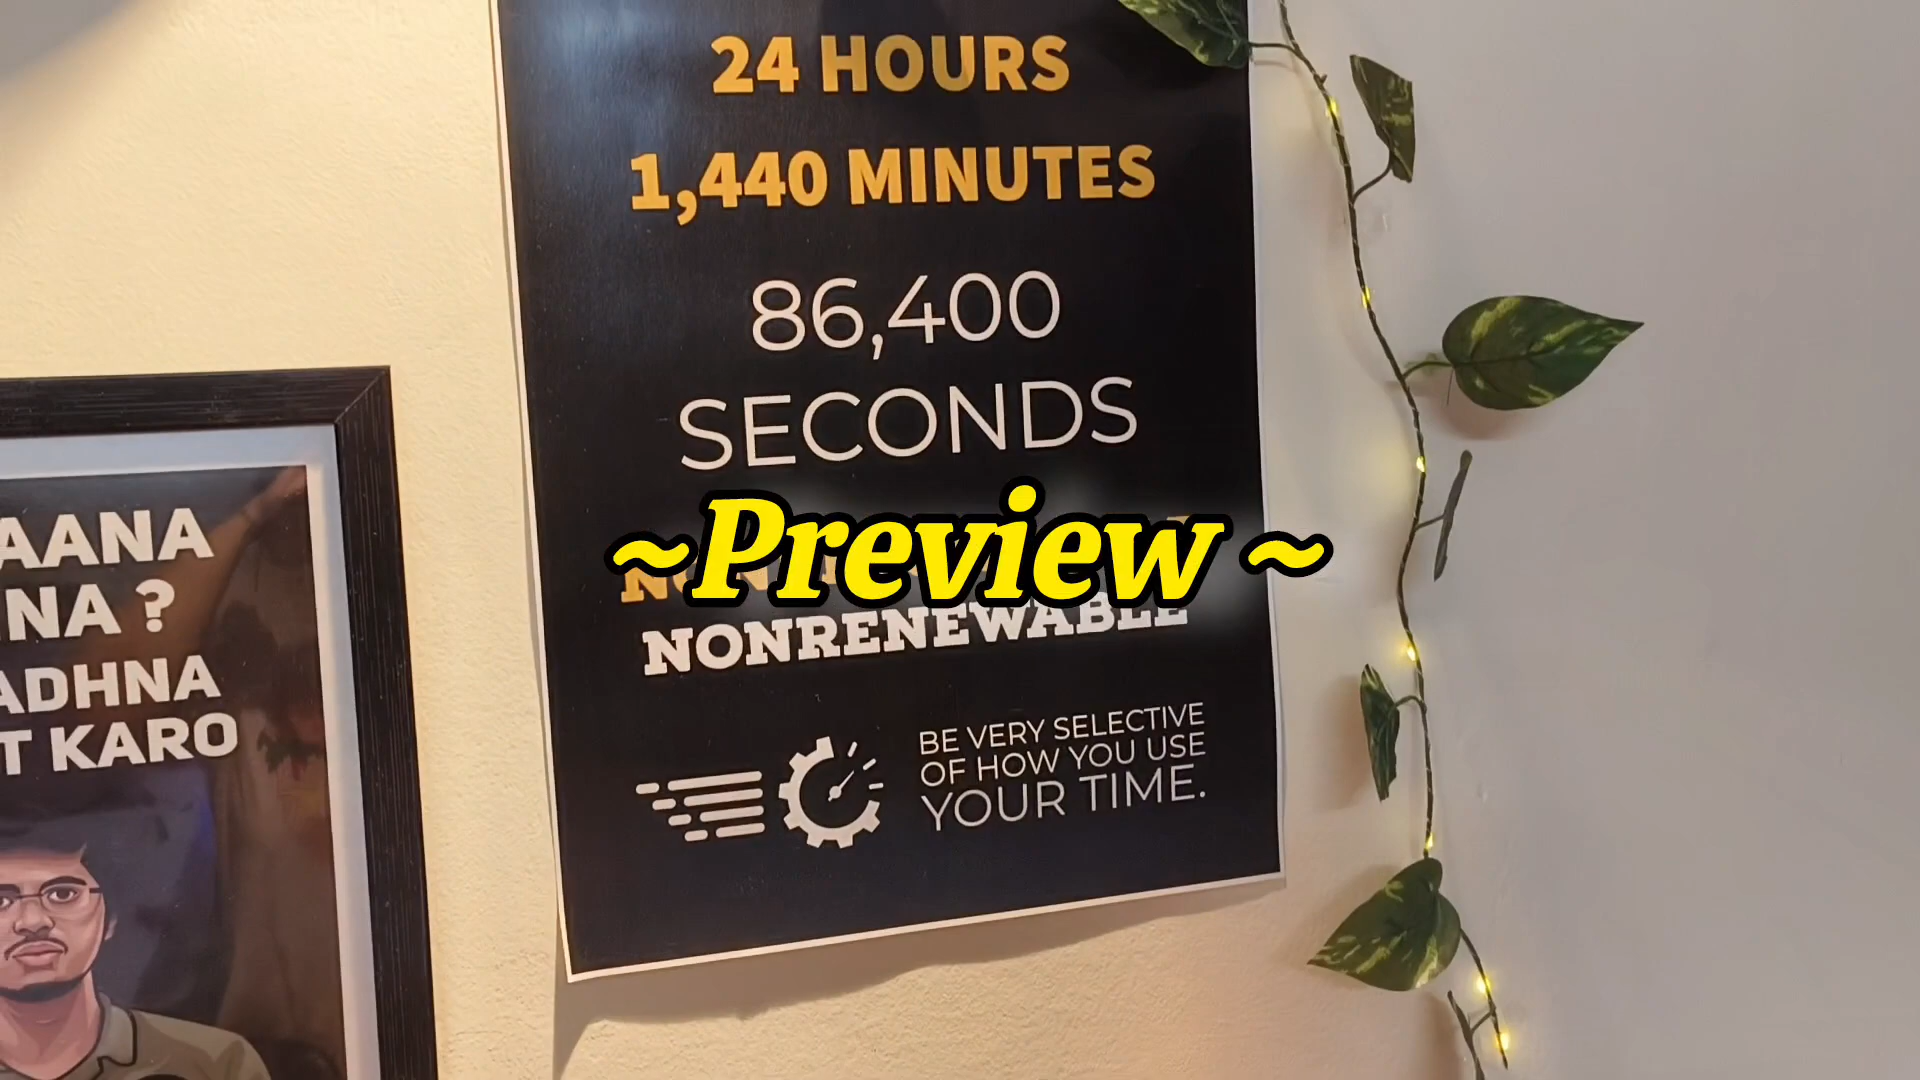 24 HOURS
1,440 MINUTES
86,400
SECONDS
~Preview ~
NONRENEWABLE
BE VERY SELECTIVE
OF HOW YOU USE
YOUR TIME.
AANA
NA ?
ADHNA
T KARO